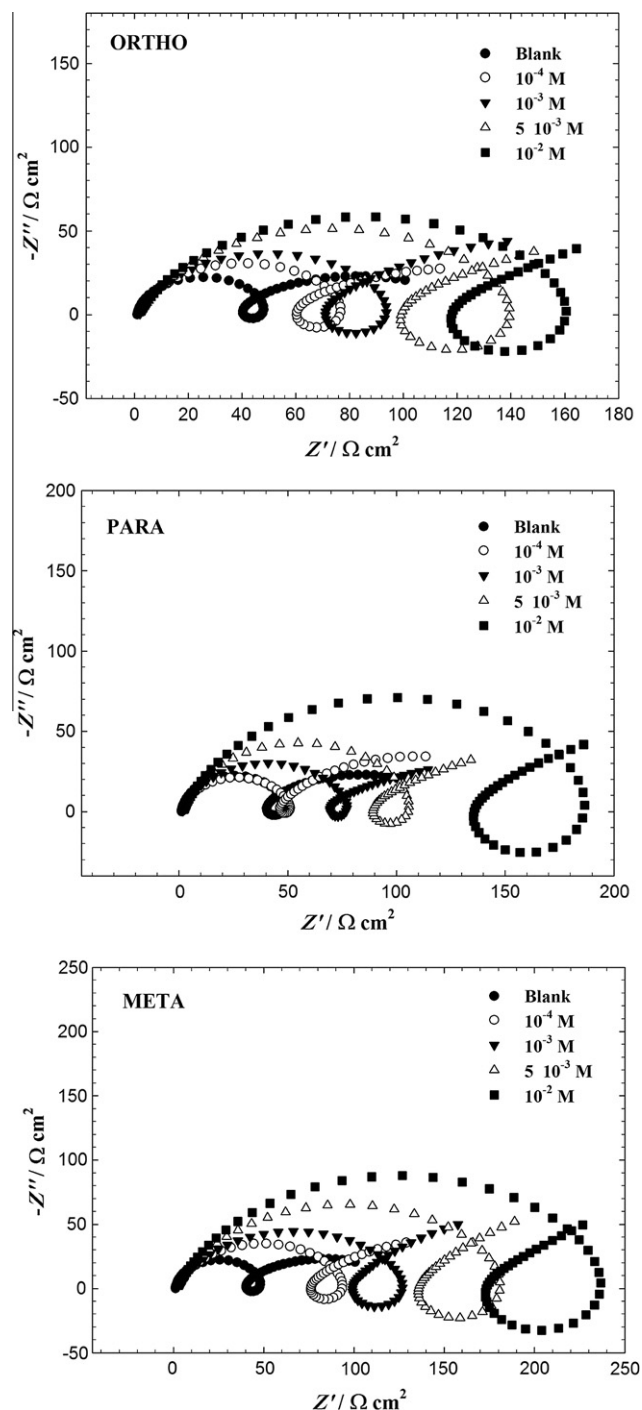 ORTHO
Blank
10⁻⁴ M
10⁻³ M
5 10⁻³ M
10⁻² M
-Z''/ Ω cm²
150
100
50
0
-50
0 20 40 60 80 100 120 140 160 180
Z'/ Ω cm²
PARA
Blank
10⁻⁴ M
10⁻³ M
5 10⁻³ M
10⁻² M
-Z''/ Ω cm²
200
150
100
50
0
0 50 100 150 200
Z'/ Ω cm²
META
Blank
10⁻⁴ M
10⁻³ M
5 10⁻³ M
10⁻² M
-Z''/ Ω cm²
250
200
150
100
50
0
-50
0 50 100 150 200 250
Z'/ Ω cm²